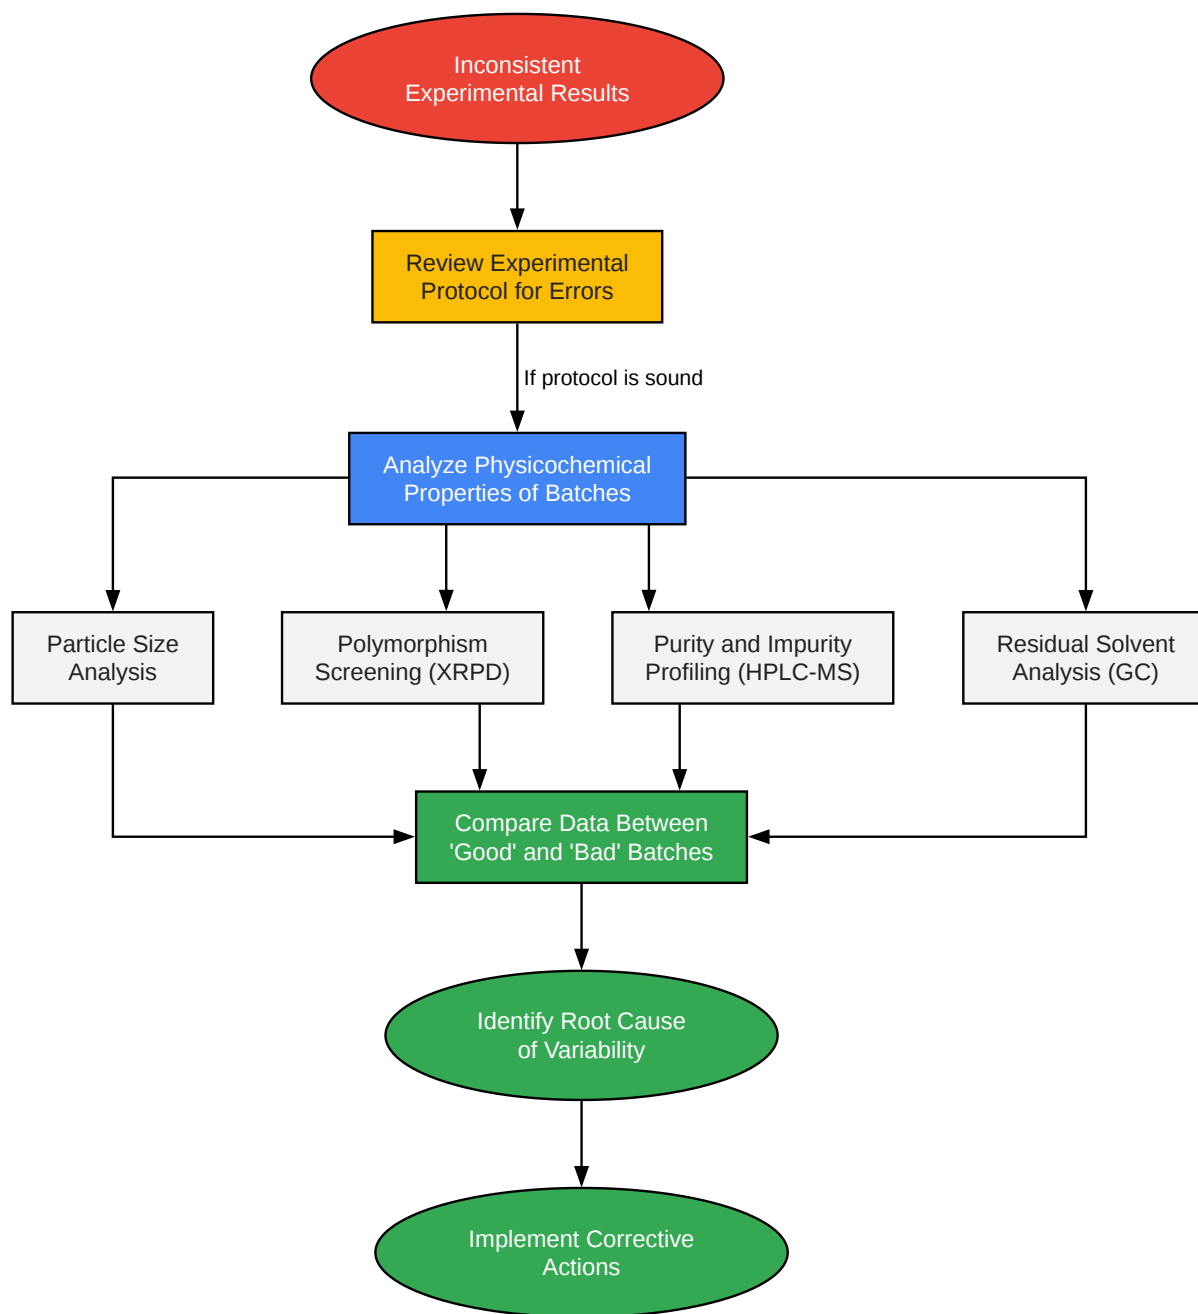 Inconsistent
Experimental Results
Review Experimental
Protocol for Errors
If protocol is sound
Analyze Physicochemical
Properties of Batches
Particle Size
Analysis
Polymorphism
Screening (XRPD)
Purity and Impurity
Profiling (HPLC-MS)
Residual Solvent
Analysis (GC)
Compare Data Between
'Good' and 'Bad' Batches
Identify Root Cause
of Variability
Implement Corrective
Actions